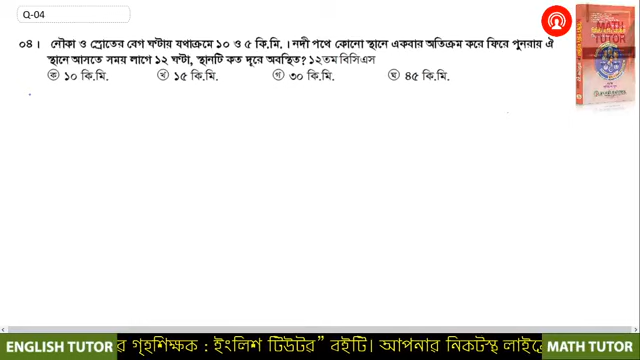 Q-04
০৪। নৌকা ও স্রোতের বেগ ঘণ্টায় যথাক্রমে ১০ ও ৫ কি.মি.। নদী পথে কোনো স্থানে একবার অতিক্রম করে ফিরে পুনরায় ঐ
স্থানে আসতে সময় লাগে ১২ ঘণ্টা, স্থানটি কত দূরে অবস্থিত? ১২তম বিসিএস
ক ১০ কি.মি. খ ১৫ কি.মি. গ ৩০ কি.মি. ঘ ৪৫ কি.মি.
MATH
TUTOR
ENGLISH TUTOR র গৃহশিক্ষক : ইংলিশ টিউটর” বইটি। আপনার নিকটস্থ লাইব্রে MATH TUTOR